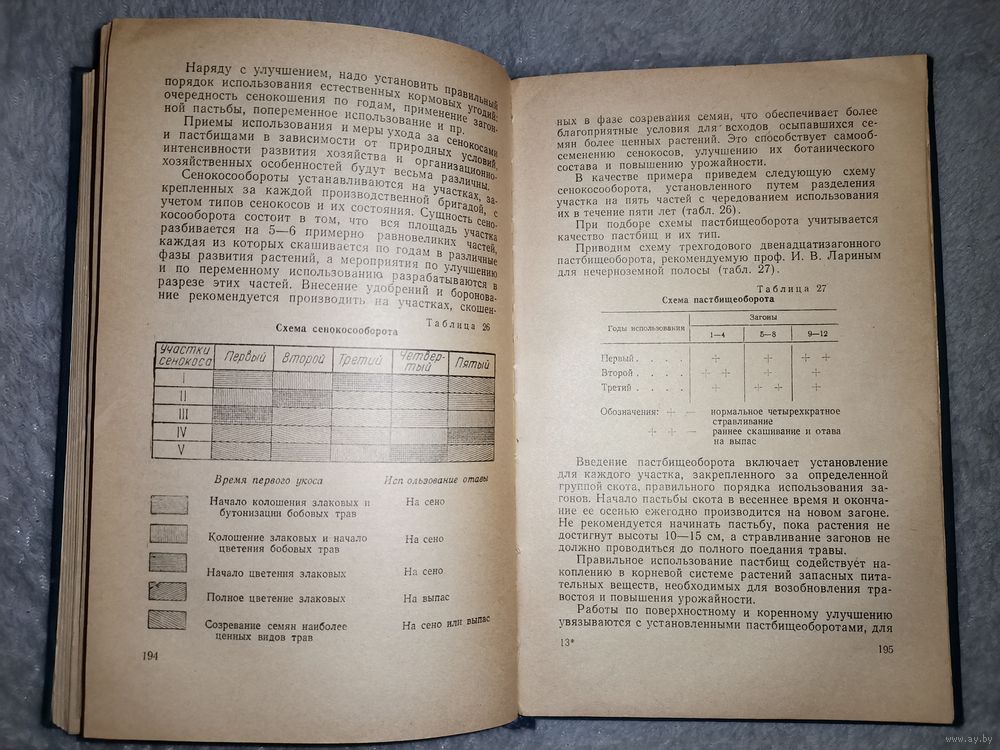 Наряду с улучшением, надо установить правильный
порядок использования естественных кормовых угодий:
очередность сенокошения по годам, применение загон-
ной пастьбы, попеременное использование и пр.
Приемы использования и меры ухода за сенокосами
и пастбищами в зависимости от природных условий,
интенсивности развития хозяйства и организационно-
хозяйственных особенностей будут весьма различны.
Сенокосообороты устанавливаются на участках, за-
крепленных за каждой производственной бригадой, с
учетом типов сенокосов и их состояния. Сущность сено-
косооборота состоит в том, что вся площадь участка
разбивается на 5—6 примерно равновеликих частей,
каждая из которых скашивается по годам в различные
фазы развития растений, а мероприятия по улучшению
и по переменному использованию разрабатываются в
разрезе этих частей. Внесение удобрений и боронова-
ние рекомендуется производить на участках, скошен-
Таблица 26
Схема сенокосооборота
Участки сенокоса Первый Второй Третий Четвер-тый Пятый
I
II
III
IV
V
Время первого укоса Использование отавы
Начало колошения злаковых и На сено
бутонизации бобовых трав
Колошение злаковых и начало На сено
цветения бобовых трав
Начало цветения злаковых На сено
Полное цветение злаковых На выпас
Созревание семян наиболее На сено или выпас
ценных видов трав
194
ных в фазе созревания семян, что обеспечивает более
благоприятные условия для всходов осыпавшихся се-
мян более ценных растений. Это способствует самооб-
семенению сенокосов, улучшению их ботанического
состава и повышению урожайности.
В качестве примера приведем следующую схему
сенокосооборота, установленного путем разделения
участка на пять частей с чередованием использования
их в течение пяти лет (табл. 26).
При подборе схемы пастбищеоборота учитывается
качество пастбищ и их тип.
Приводим схему трехгодового двенадцатизагонного
пастбищеоборота, рекомендуемую проф. И. В. Лариным
для нечерноземной полосы (табл. 27).
Таблица 27
Схема пастбищеоборота
Годы использования Загоны
1—4 5—8 9—12
Первый . . . . + + + +
Второй . . . . + + + +
Третий . . . . + + + +
Обозначения: + — нормальное четырехкратное
стравливание
+ + — раннее скашивание и отава
на выпас
Введение пастбищеоборота включает установление
для каждого участка, закрепленного за определенной
группой скота, правильного порядка использования за-
гонов. Начало пастьбы скота в весеннее время и оконча-
ние ее осенью ежегодно производится на новом загоне.
Не рекомендуется начинать пастьбу, пока растения не
достигнут высоты 10—15 см, а стравливание загонов не
должно проводиться до полного поедания травы.
Правильное использование пастбищ содействует на-
коплению в корневой системе растений запасных пита-
тельных веществ, необходимых для возобновления тра-
востоя и повышения урожайности.
Работы по поверхностному и коренному улучшению
увязываются с установленными пастбищеоборотами, для
13*
195
www.ay.by